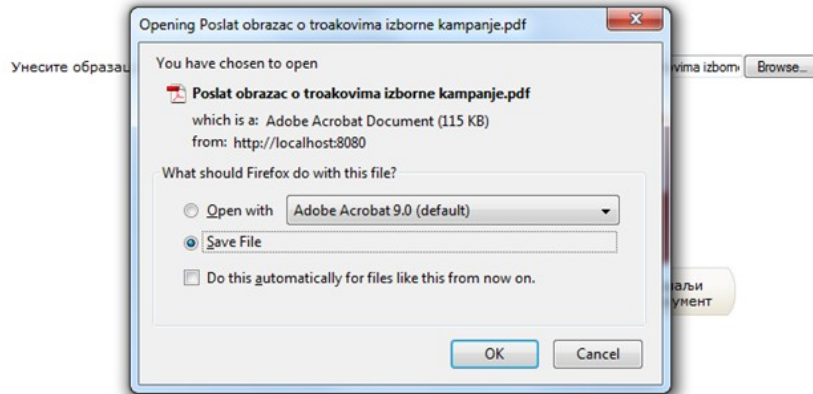 Opening Poslat obrazac o troakovima izborne kampanje.pdf
You have chosen to open
Унесите образац
Poslat obrazac o troakovima izborne kampanje.pdf
Browse...
which is a: Adobe Acrobat Document (115 KB)
from: http://localhost:8080
What should Firefox do with this file?
Open with Adobe Acrobat 9.0 (default)
Save File
Do this automatically for files like this from now on.
OK Cancel